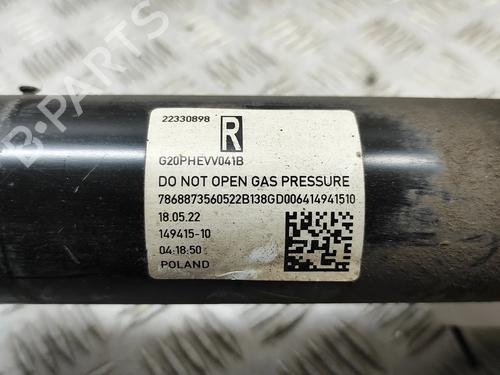 22330898
R
G20PHEVV041B
DO NOT OPEN GAS PRESSURE
7868873560522B138GD006414941510
18.05.22
149415-10
04:18:50
POLAND
B-Parts